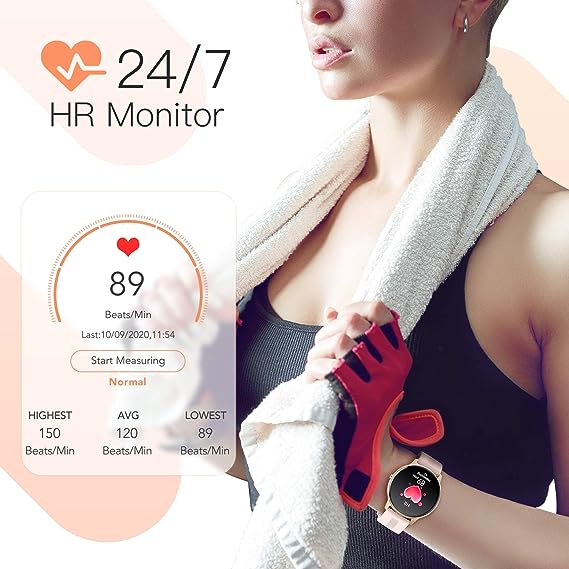 24/7
HR Monitor
89
Beats/Min
Last:10/09/2020,11:54
Start Measuring
Normal
HIGHEST AVG LOWEST
150 120 89
Beats/Min Beats/Min Beats/Min
89